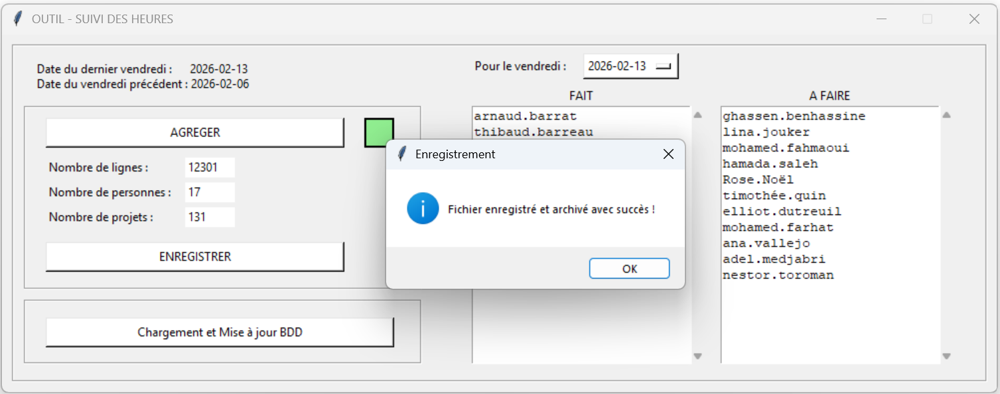 OUTIL - SUIVI DES HEURES
Date du dernier vendredi : 2026-02-13
Date du vendredi précédent : 2026-02-06
Pour le vendredi : 2026-02-13
FAIT
A FAIRE
AGREGER
Nombre de lignes : 12301
Nombre de personnes : 17
Nombre de projets : 131
ENREGISTRER
Chargement et Mise à jour BDD
arnaud.barrat
thibaud.barreau
ghassen.benhassine
lina.jouker
mohamed.fahmaoui
hamada.saleh
Rose.Noël
timothée.quin
elliot.dutreuil
mohamed.farhat
ana.vallejo
adel.medjabri
nestor.toroman
Enregistrement
Fichier enregistré et archivé avec succès !
OK